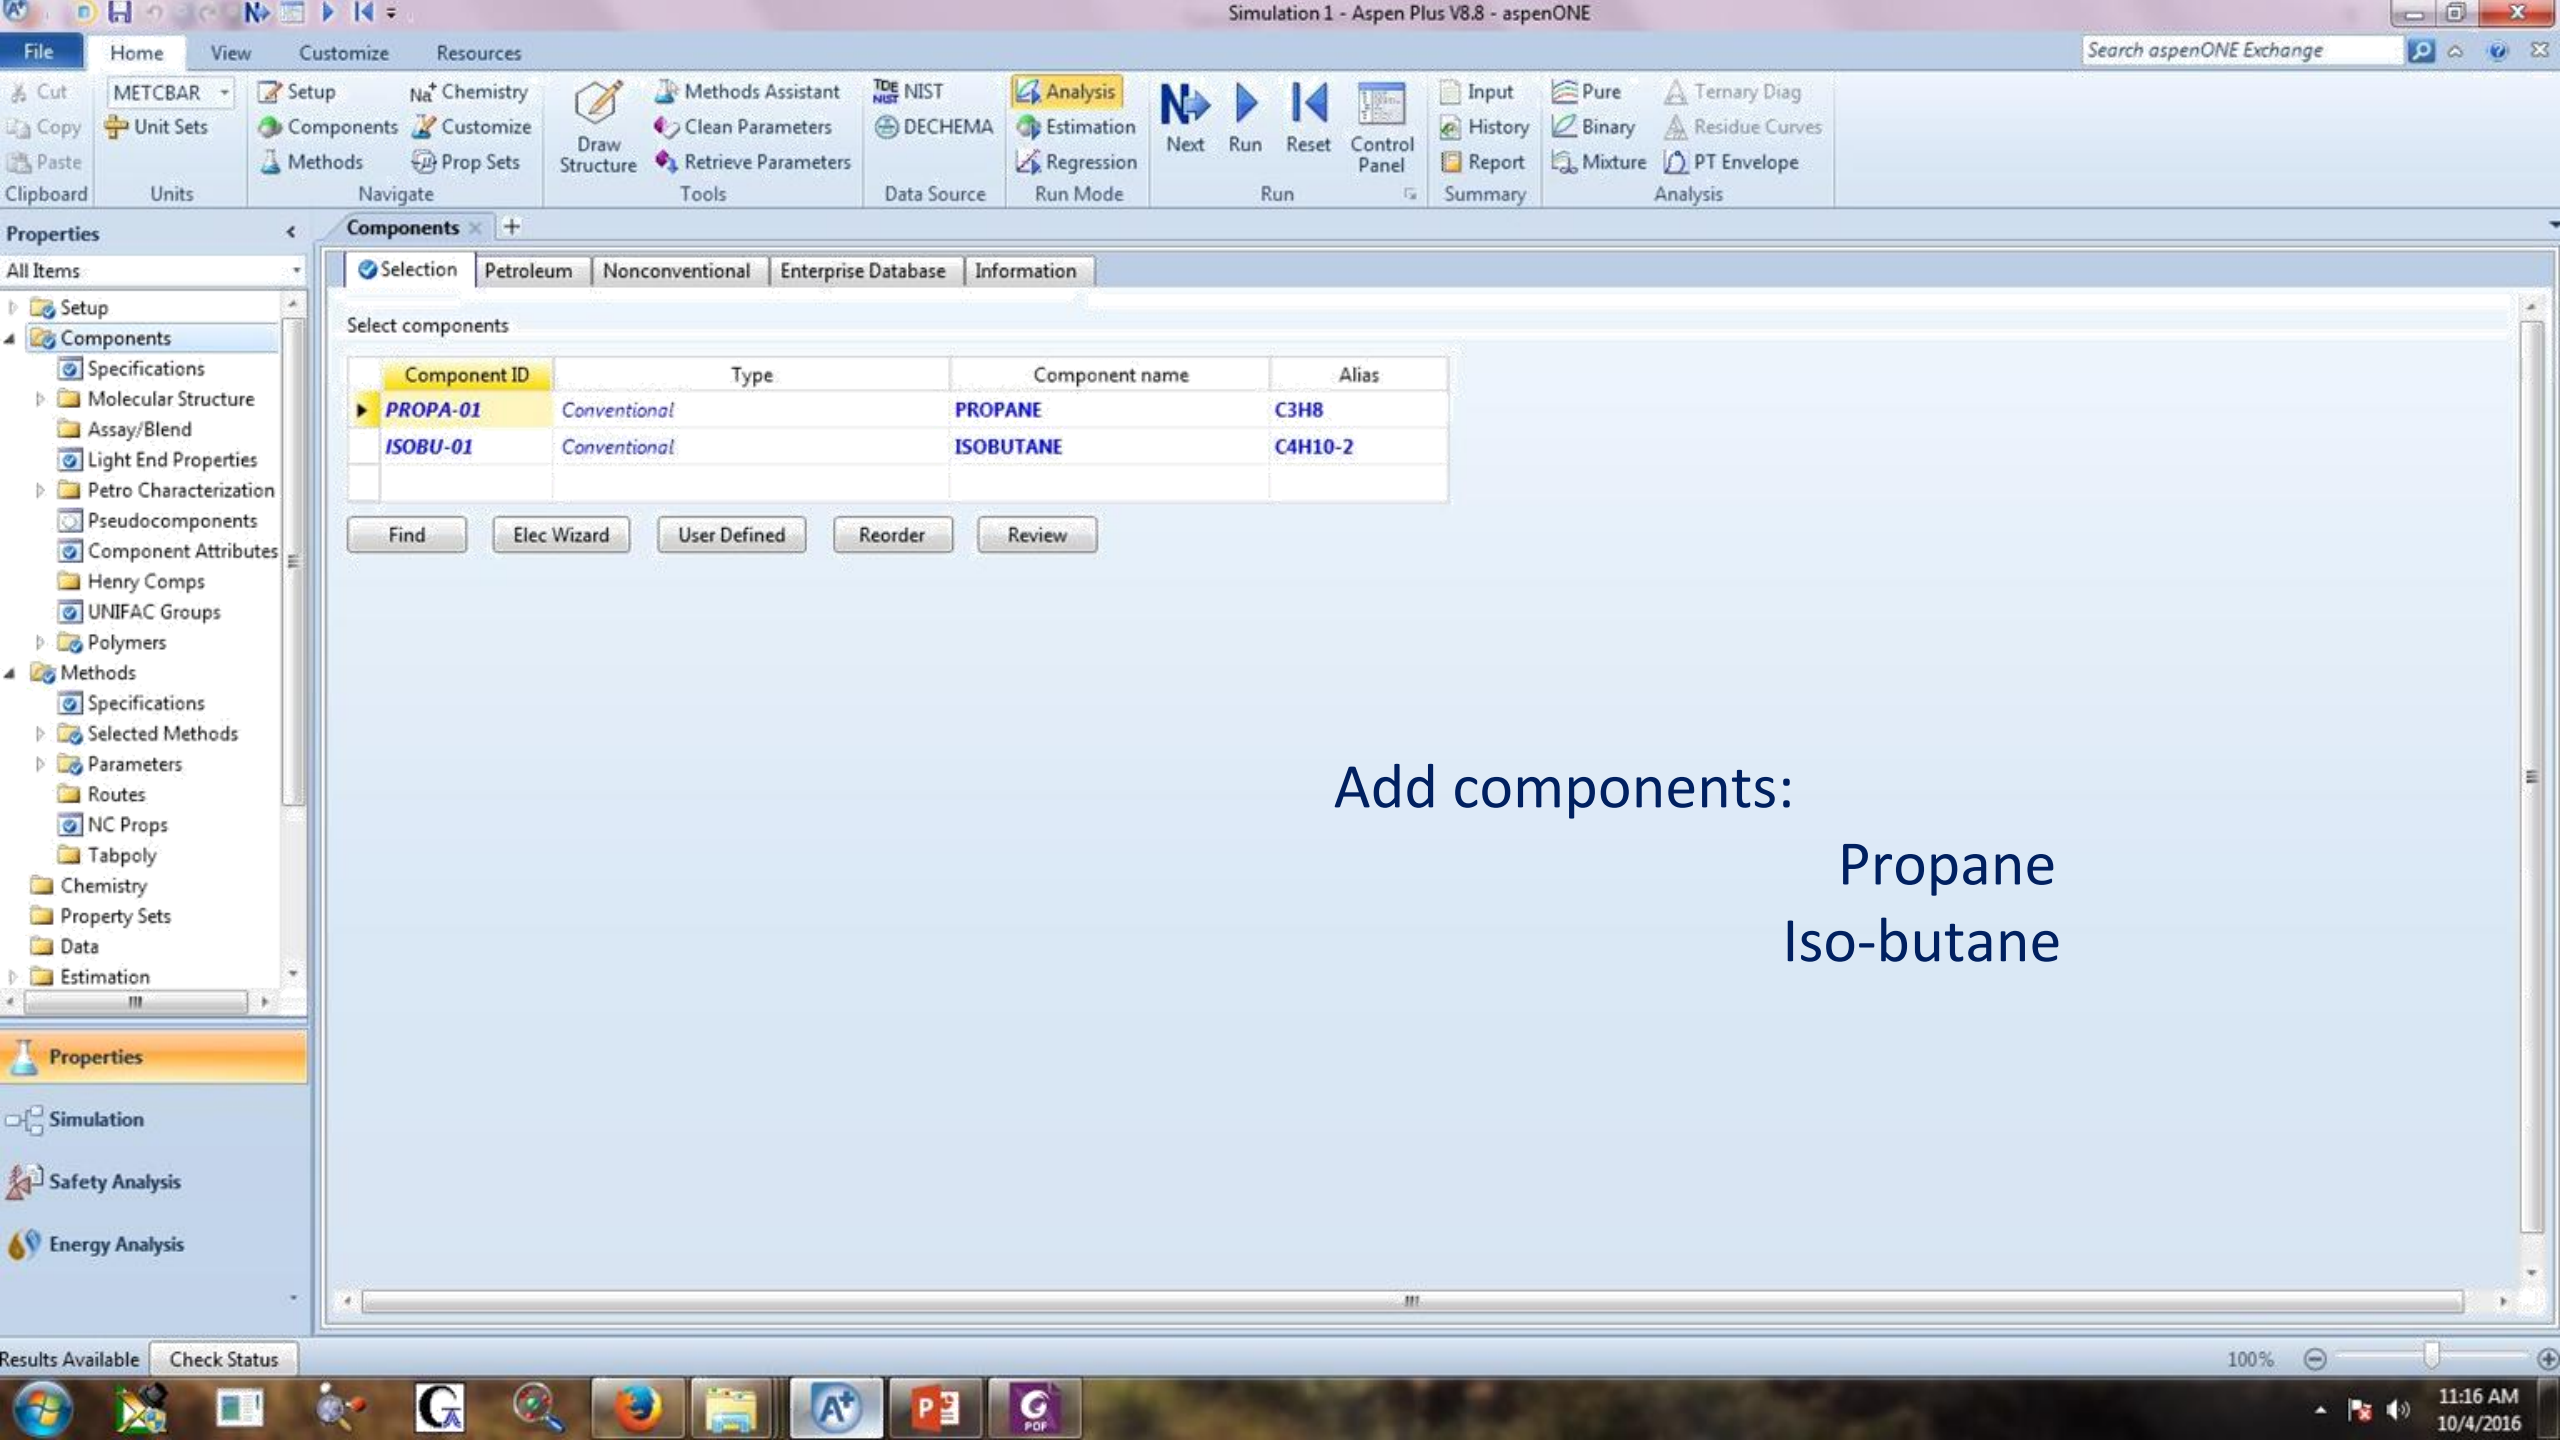 Simulation 1 - Aspen Plus V8.8 - aspenONE
File Home View Customize Resources Search aspenONE Exchange
Cut METCBAR Setup Na+ Chemistry Methods Assistant TDE NIST NIST Analysis Input Pure Ternary Diag
Copy Unit Sets Components Customize Clean Parameters DECHEMA Estimation History Binary Residue Curves
Draw Structure Next Run Reset Control Panel
Paste Methods Prop Sets Retrieve Parameters Regression Report Mixture PT Envelope
Clipboard Units Navigate Tools Data Source Run Mode Run Summary Analysis
Properties
All Items
Setup
Components
Specifications
Molecular Structure
Assay/Blend
Light End Properties
Petro Characterization
Pseudocomponents
Component Attributes
Henry Comps
UNIFAC Groups
Polymers
Methods
Specifications
Selected Methods
Parameters
Routes
NC Props
Tabpoly
Chemistry
Property Sets
Data
Estimation
Properties
Simulation
Safety Analysis
Energy Analysis
Components
Selection Petroleum Nonconventional Enterprise Database Information
Select components
Component ID Type Component name Alias
PROPA-01 Conventional PROPANE C3H8
ISOBU-01 Conventional ISOBUTANE C4H10-2
Find Elec Wizard User Defined Reorder Review
Add components:
Propane
Iso-butane
Results Available Check Status 100%
11:16 AM
10/4/2016